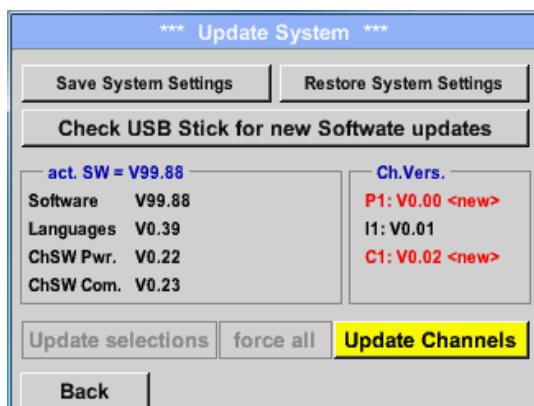 *** Update System ***
Save System Settings
Restore System Settings
Check USB Stick for new Softwate updates
act. SW = V99.88
Software V99.88
Languages V0.39
ChSW Pwr. V0.22
ChSW Com. V0.23
Ch.Vers.
P1: V0.00 <new>
I1: V0.01
C1: V0.02 <new>
Update selections
force all
Update Channels
Back